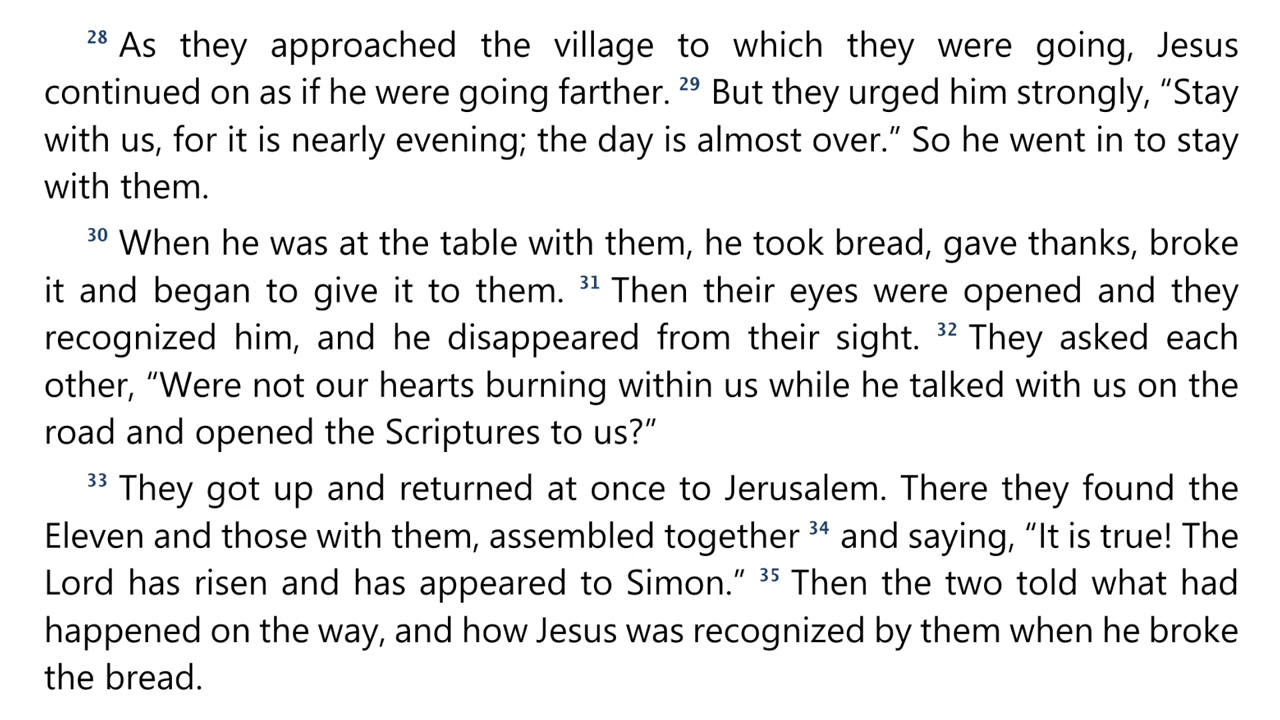 28 As they approached the village to which they were going, Jesus
continued on as if he were going farther. 29 But they urged him strongly, “Stay
with us, for it is nearly evening; the day is almost over.” So he went in to stay
with them.
30 When he was at the table with them, he took bread, gave thanks, broke
it and began to give it to them. 31 Then their eyes were opened and they
recognized him, and he disappeared from their sight. 32 They asked each
other, “Were not our hearts burning within us while he talked with us on the
road and opened the Scriptures to us?”
33 They got up and returned at once to Jerusalem. There they found the
Eleven and those with them, assembled together 34 and saying, “It is true! The
Lord has risen and has appeared to Simon.” 35 Then the two told what had
happened on the way, and how Jesus was recognized by them when he broke
the bread.